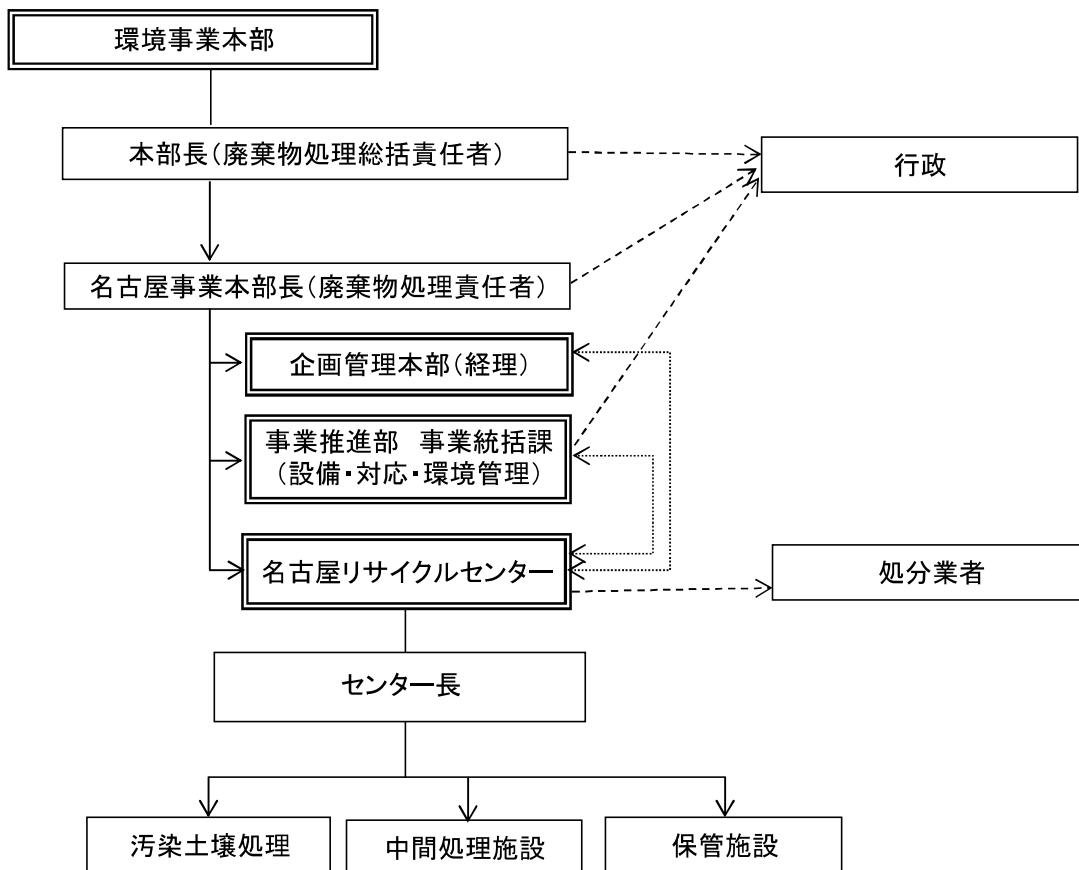 環境事業本部
本部長（廃棄物処理総括責任者）
行政
名古屋事業本部長（廃棄物処理責任者）
企画管理本部（経理）
事業推進部　事業統括課
（設備・対応・環境管理）
名古屋リサイクルセンター
処分業者
センター長
汚染土壌処理
中間処理施設
保管施設